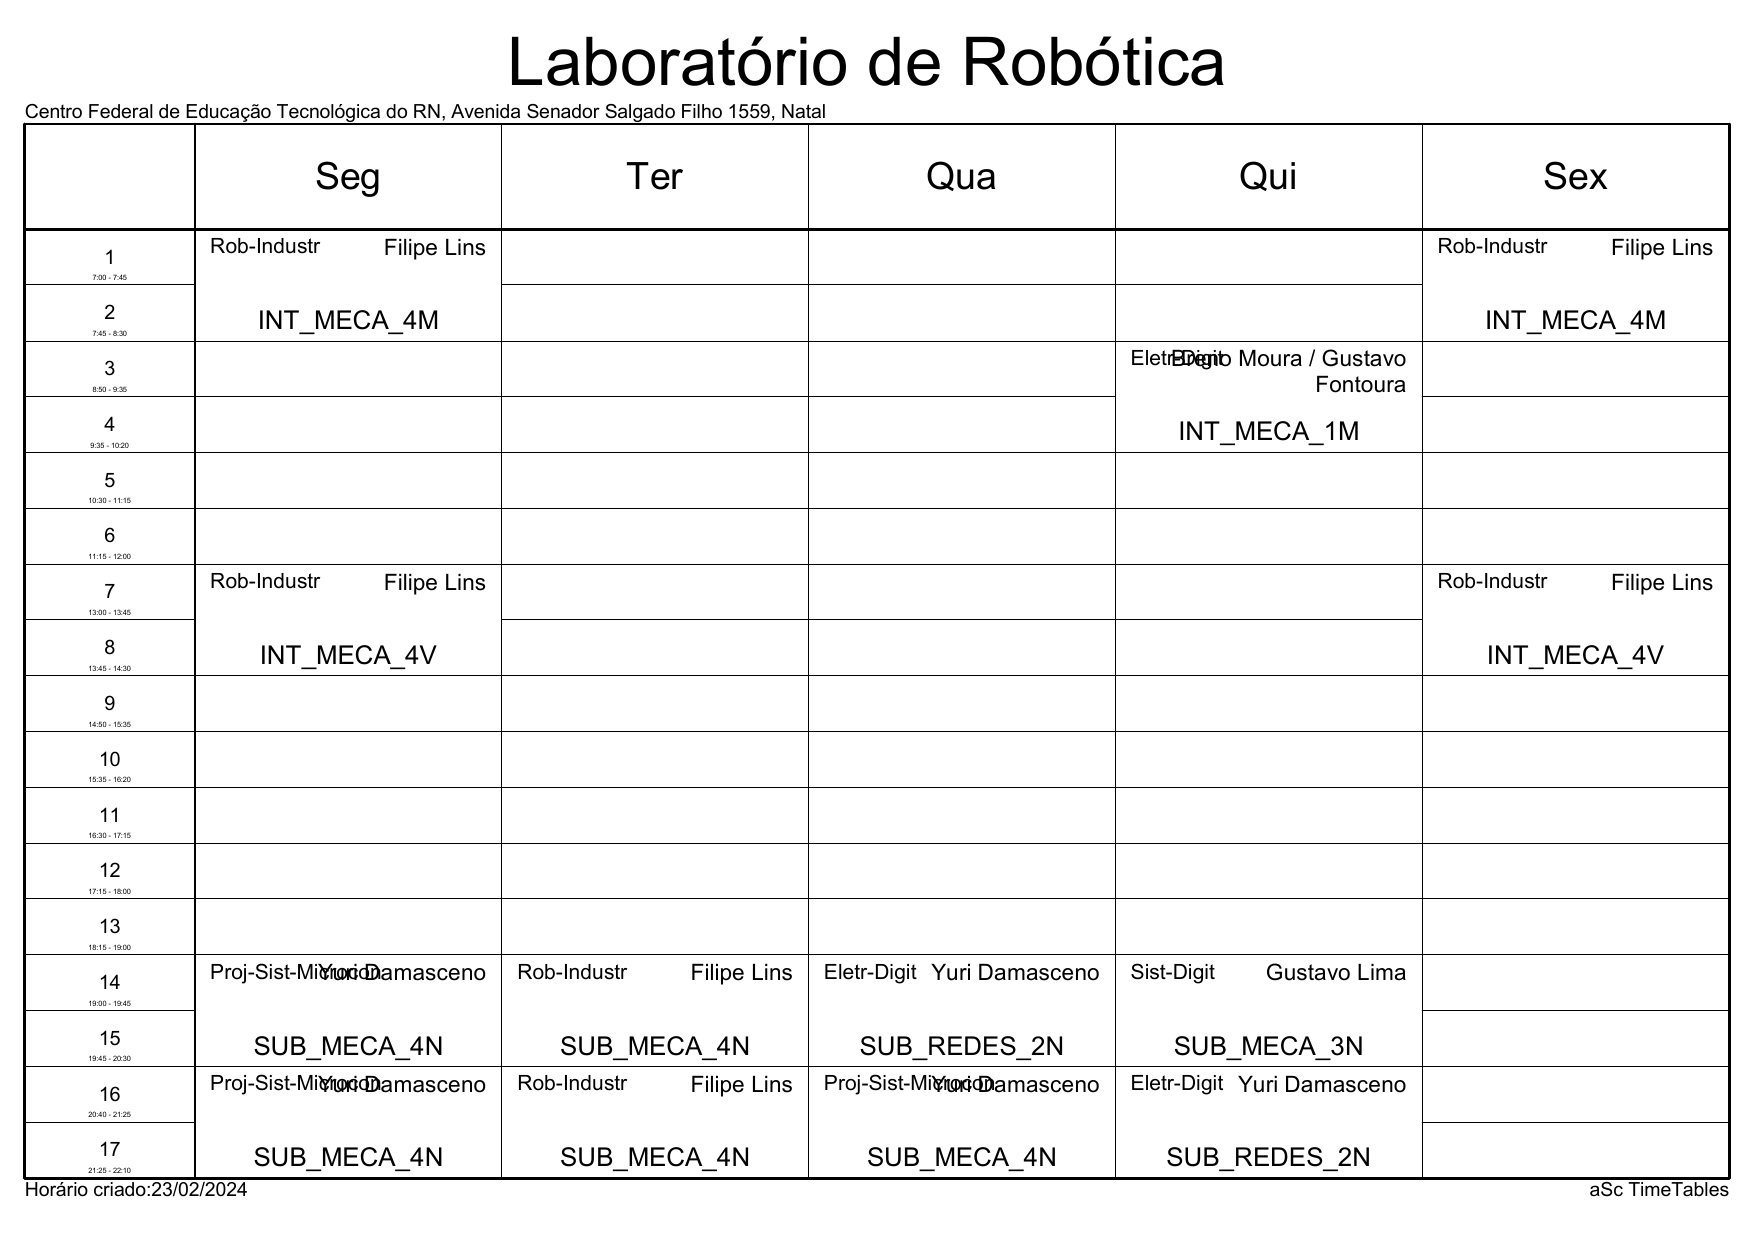 Laboratório de Robótica
Centro Federal de Educação Tecnológica do RN, Avenida Senador Salgado Filho 1559, Natal
Seg Ter Qua Qui Sex
1
7:00 - 7:45
Rob-Industr Filipe Lins
Rob-Industr Filipe Lins
2
7:45 - 8:30
INT_MECA_4M
INT_MECA_4M
3
8:50 - 9:35
Eletr-Digit Breno Moura / Gustavo
Fontoura
4
9:35 - 10:20
INT_MECA_1M
5
10:30 - 11:15
6
11:15 - 12:00
7
13:00 - 13:45
Rob-Industr Filipe Lins
Rob-Industr Filipe Lins
8
13:45 - 14:30
INT_MECA_4V
INT_MECA_4V
9
14:50 - 15:35
10
15:35 - 16:20
11
16:30 - 17:15
12
17:15 - 18:00
13
18:15 - 19:00
14
19:00 - 19:45
Proj-Sist-Microcon Yuri Damasceno
Rob-Industr Filipe Lins
Eletr-Digit Yuri Damasceno
Sist-Digit Gustavo Lima
15
19:45 - 20:30
SUB_MECA_4N
SUB_MECA_4N
SUB_REDES_2N
SUB_MECA_3N
16
20:40 - 21:25
Proj-Sist-Microcon Yuri Damasceno
Rob-Industr Filipe Lins
Proj-Sist-Microcon Yuri Damasceno
Eletr-Digit Yuri Damasceno
17
21:25 - 22:10
SUB_MECA_4N
SUB_MECA_4N
SUB_MECA_4N
SUB_REDES_2N
Horário criado:23/02/2024
aSc TimeTables